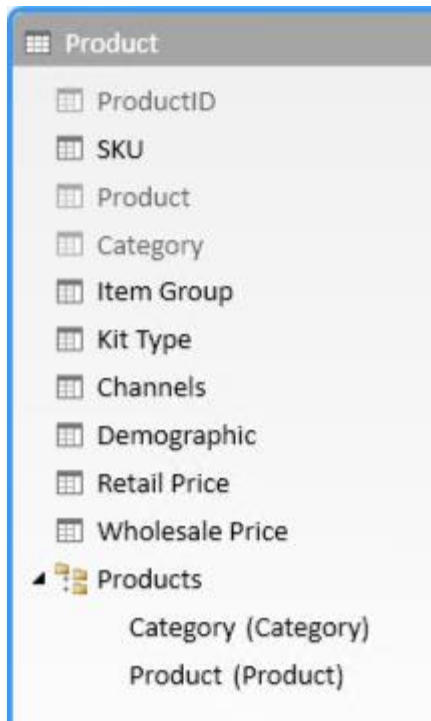 Product
ProductID
SKU
Product
Category
Item Group
Kit Type
Channels
Demographic
Retail Price
Wholesale Price
Products
Category (Category)
Product (Product)